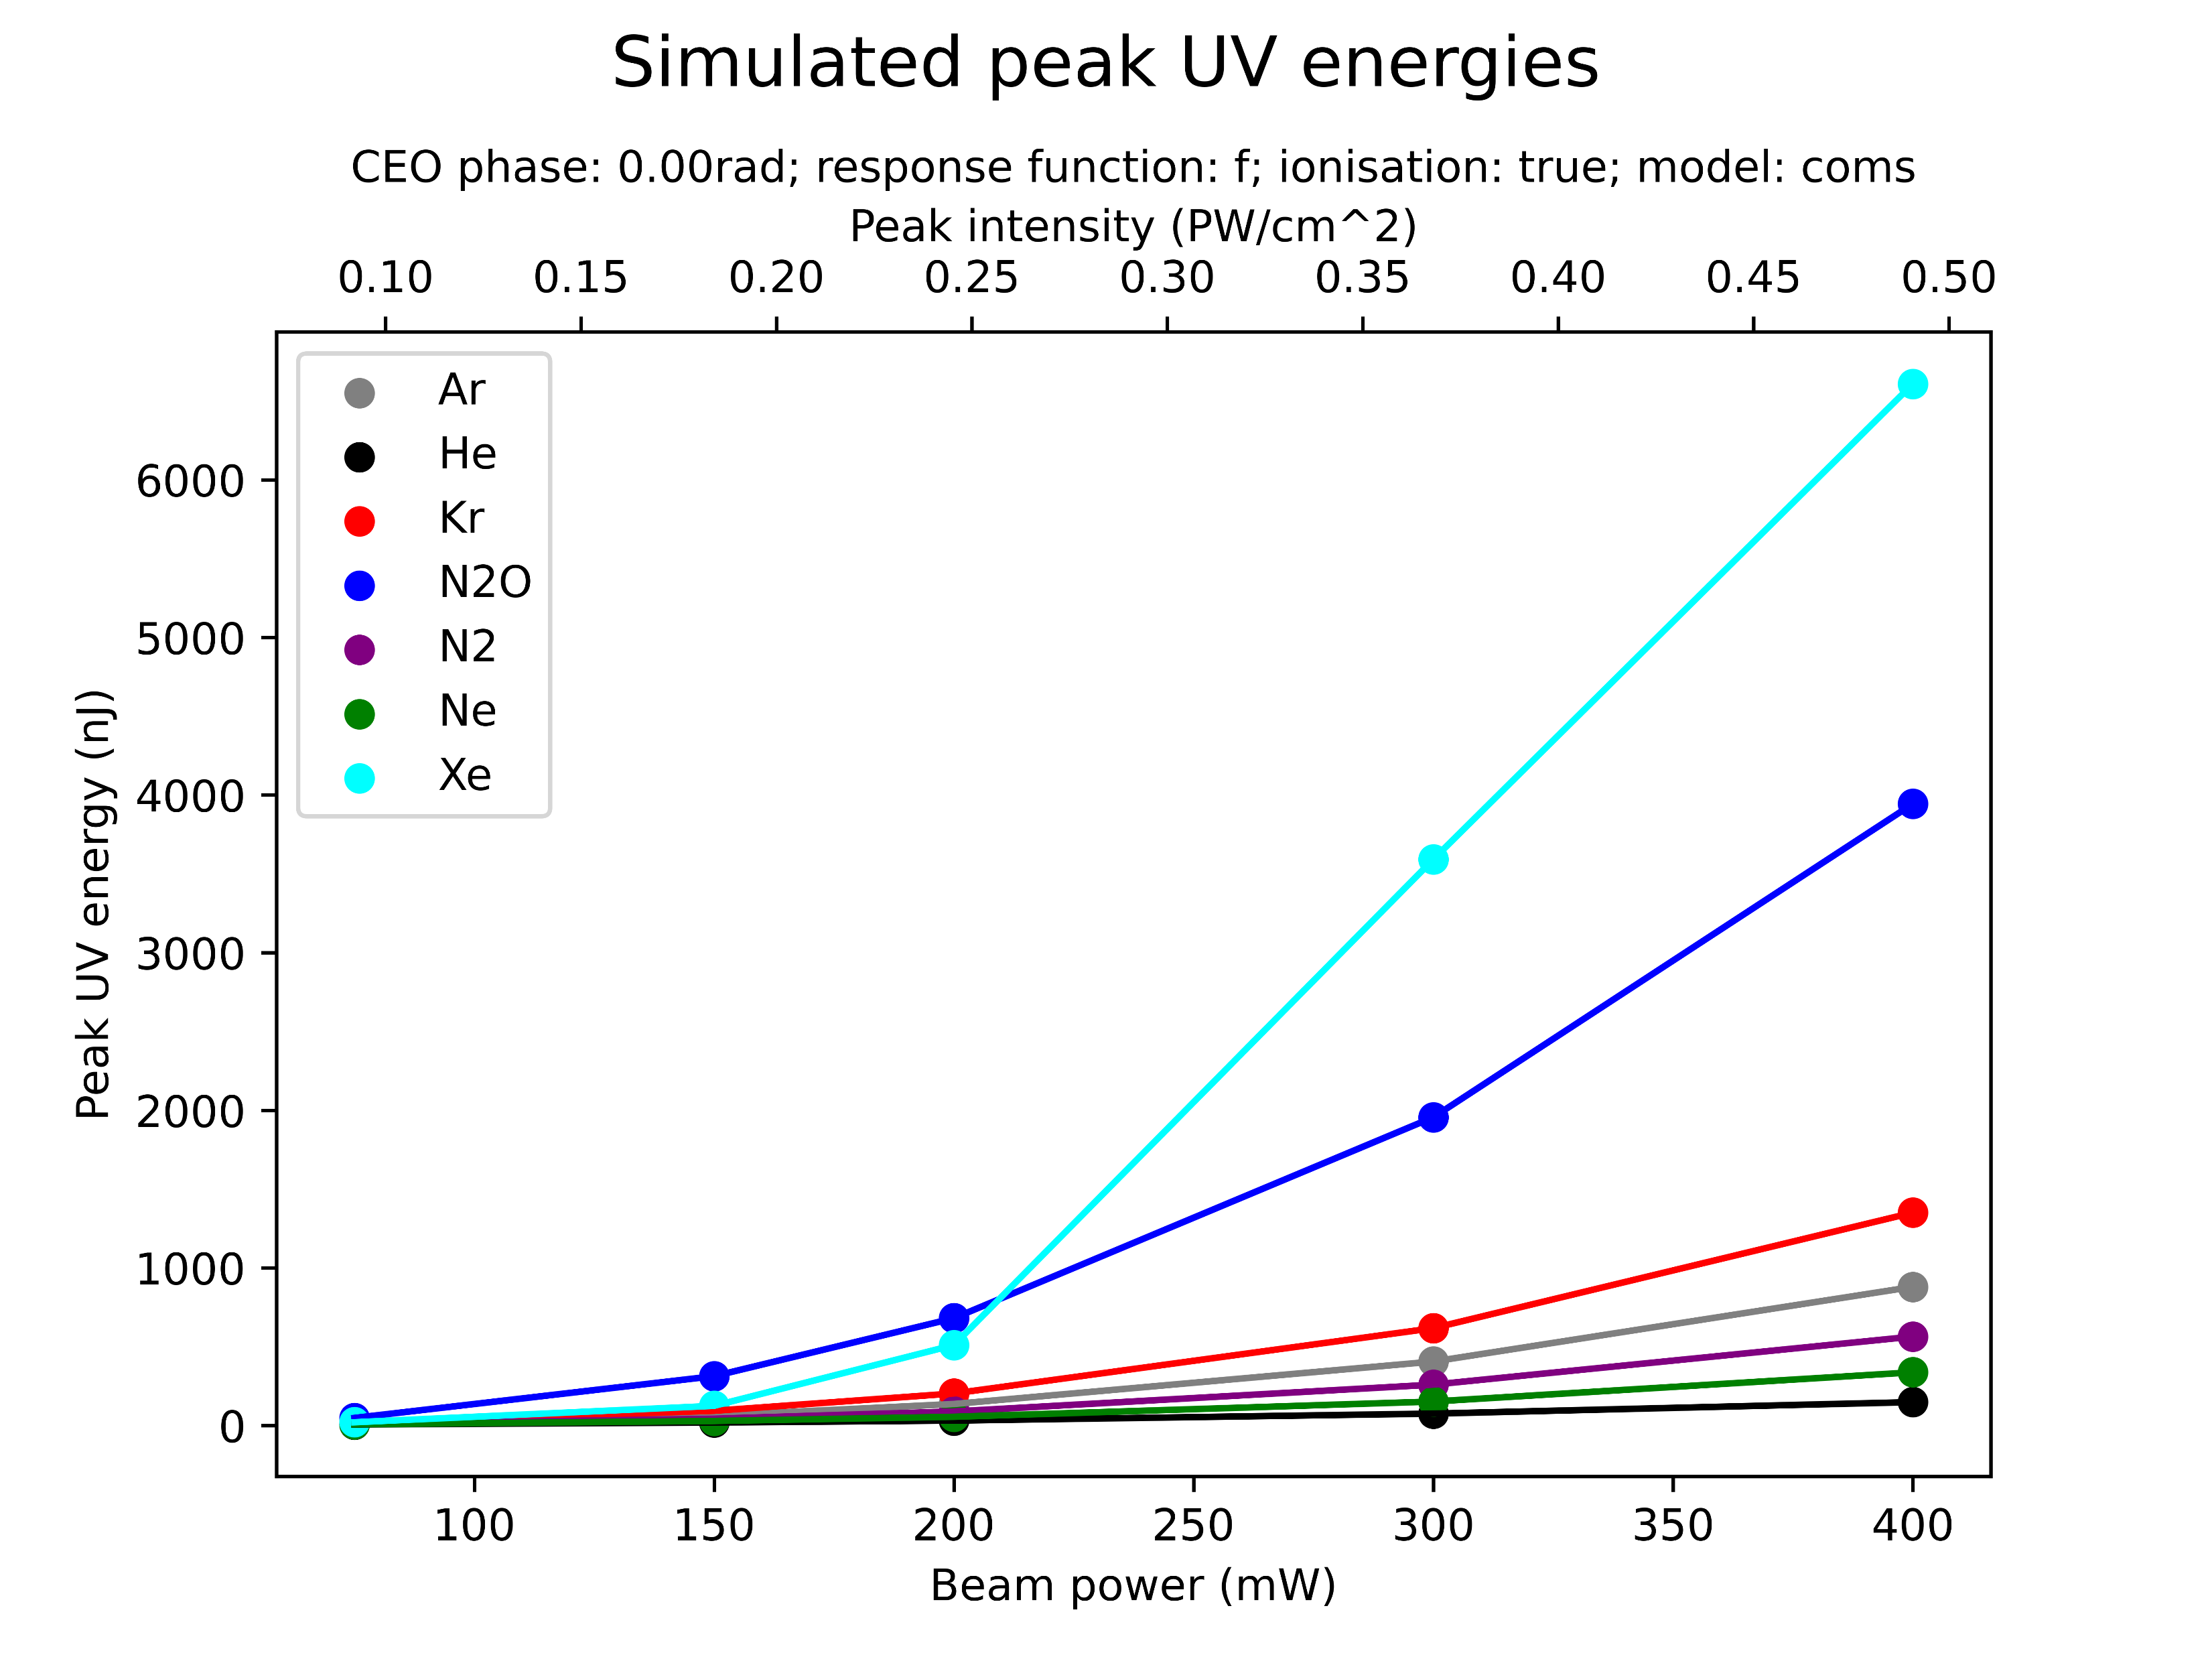 Simulated peak UV energies
CEO phase: 0.00rad; response function: f; ionisation: true; model: coms
Peak intensity (PW/cm^2)
0.10 0.15 0.20 0.25 0.30 0.35 0.40 0.45 0.50
Ar
He
Kr
N2O
N2
Ne
Xe
Peak UV energy (nJ)
6000
5000
4000
3000
2000
1000
0
100 150 200 250 300 350 400
Beam power (mW)